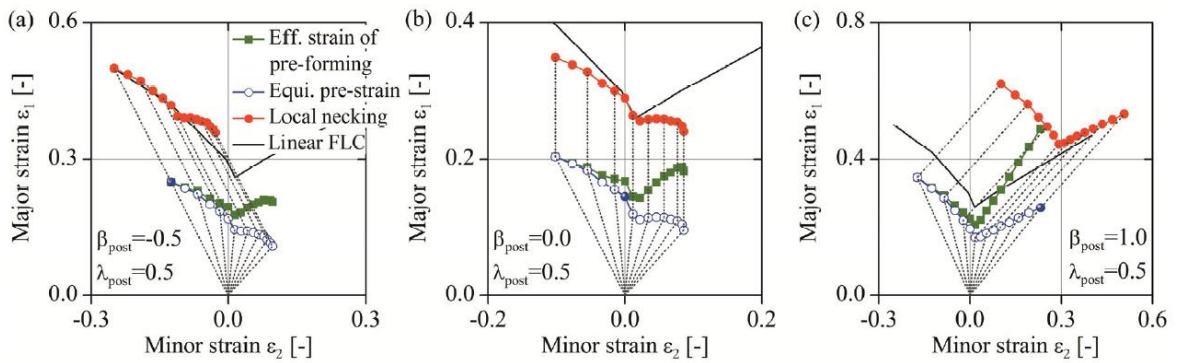 (a)
(b)
(c)
Major strain ε1 [-]
0.6
0.3
0.0
Eff. strain of
pre-forming
Equi. pre-strain
Local necking
Linear FLC
βpost=-0.5
λpost=0.5
-0.3
0.0
0.3
Minor strain ε2 [-]
Major strain ε1 [-]
0.4
0.2
0.0
βpost=0.0
λpost=0.5
-0.2
0.0
0.2
Minor strain ε2 [-]
Major strain ε1 [-]
0.8
0.4
0.0
βpost=1.0
λpost=0.5
-0.3
0.0
0.3
0.6
Minor strain ε2 [-]